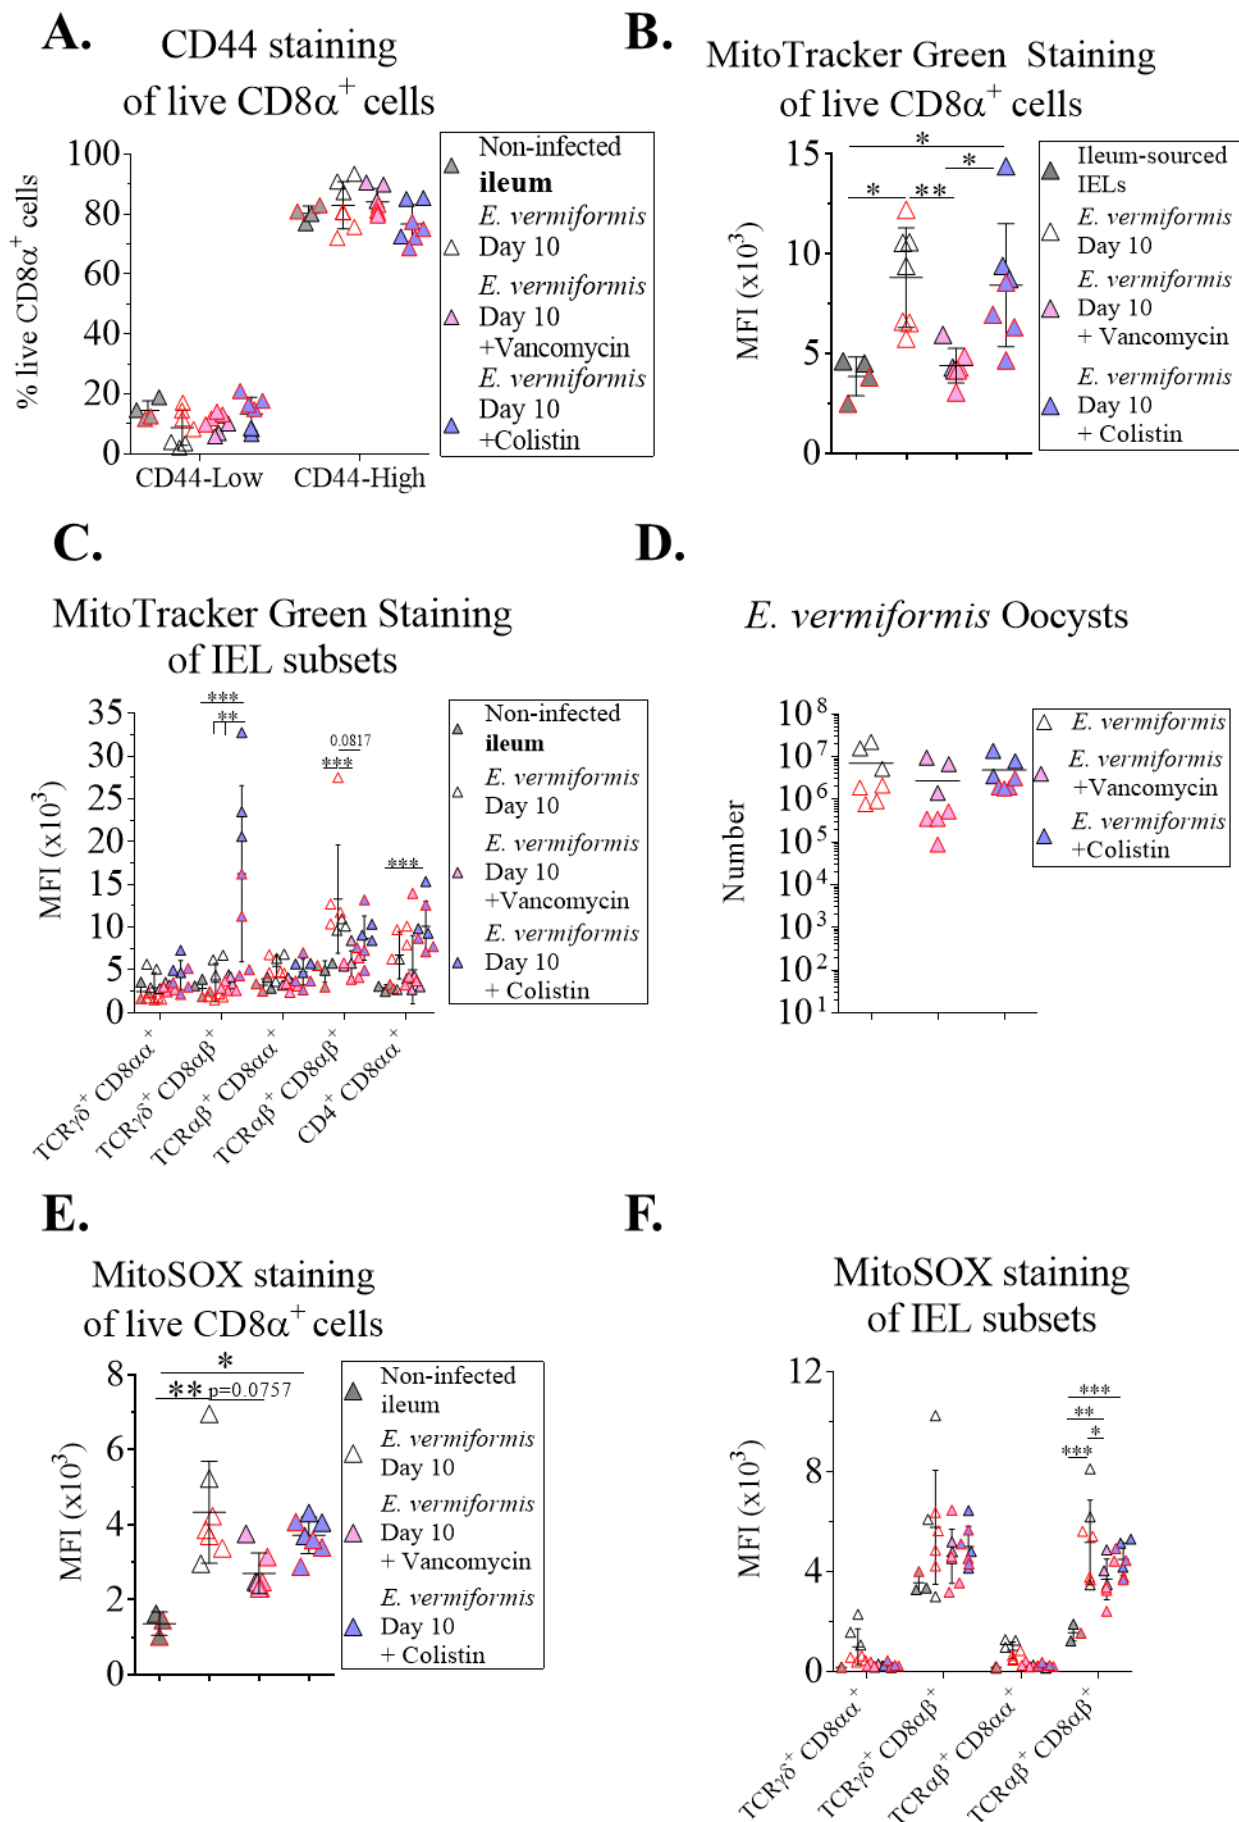 A.
CD44 staining
of live CD8α⁺ cells
% live CD8α⁺ cells
100
80
60
40
20
0
CD44-Low
CD44-High
Non-infected
ileum
E. vermiformis
Day 10
E. vermiformis
Day 10
+Vancomycin
E. vermiformis
Day 10
+Colistin
B.
MitoTracker Green Staining
of live CD8α⁺ cells
MFI (x10³)
15
10
5
0
*
*
*
**
Ileum-sourced
IELs
E. vermiformis
Day 10
E. vermiformis
Day 10
+ Vancomycin
E. vermiformis
Day 10
+ Colistin
C.
MitoTracker Green Staining
of IEL subsets
MFI (x10³)
35
30
25
20
15
10
5
0
***
**
0.0817
***
***
TCRγδ⁺ CD8αα⁺
TCRγδ⁺ CD8αβ⁺
TCRαβ⁺ CD8αα⁺
TCRαβ⁺ CD8αβ⁺
CD4⁺ CD8αα⁺
Non-infected
ileum
E. vermiformis
Day 10
E. vermiformis
Day 10
+Vancomycin
E. vermiformis
Day 10
+ Colistin
D.
E. vermiformis Oocysts
Number
10⁸
10⁷
10⁶
10⁵
10⁴
10³
10²
10¹
E. vermiformis
E. vermiformis
+Vancomycin
E. vermiformis
+Colistin
E.
MitoSOX staining
of live CD8α⁺ cells
MFI (x10³)
8
6
4
2
0
*
** p=0.0757
Non-infected
ileum
E. vermiformis
Day 10
E. vermiformis
Day 10
+ Vancomycin
E. vermiformis
Day 10
+ Colistin
F.
MitoSOX staining
of IEL subsets
MFI (x10³)
12
8
4
0
***
**
*
***
TCRγδ⁺ CD8αα⁺
TCRγδ⁺ CD8αβ⁺
TCRαβ⁺ CD8αα⁺
TCRαβ⁺ CD8αβ⁺